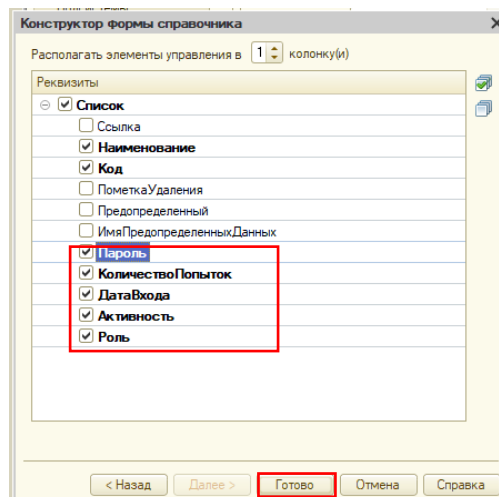 Конструктор формы справочника
Располагать элементы управления в 1 колонку(и)
Реквизиты
Список
Ссылка
Наименование
Код
ПометкаУдаления
Предопределенный
ИмяПредопределенныхДанных
Пароль
КоличествоПопыток
ДатаВхода
Активность
Роль
< Назад Далее > Готово Отмена Справка